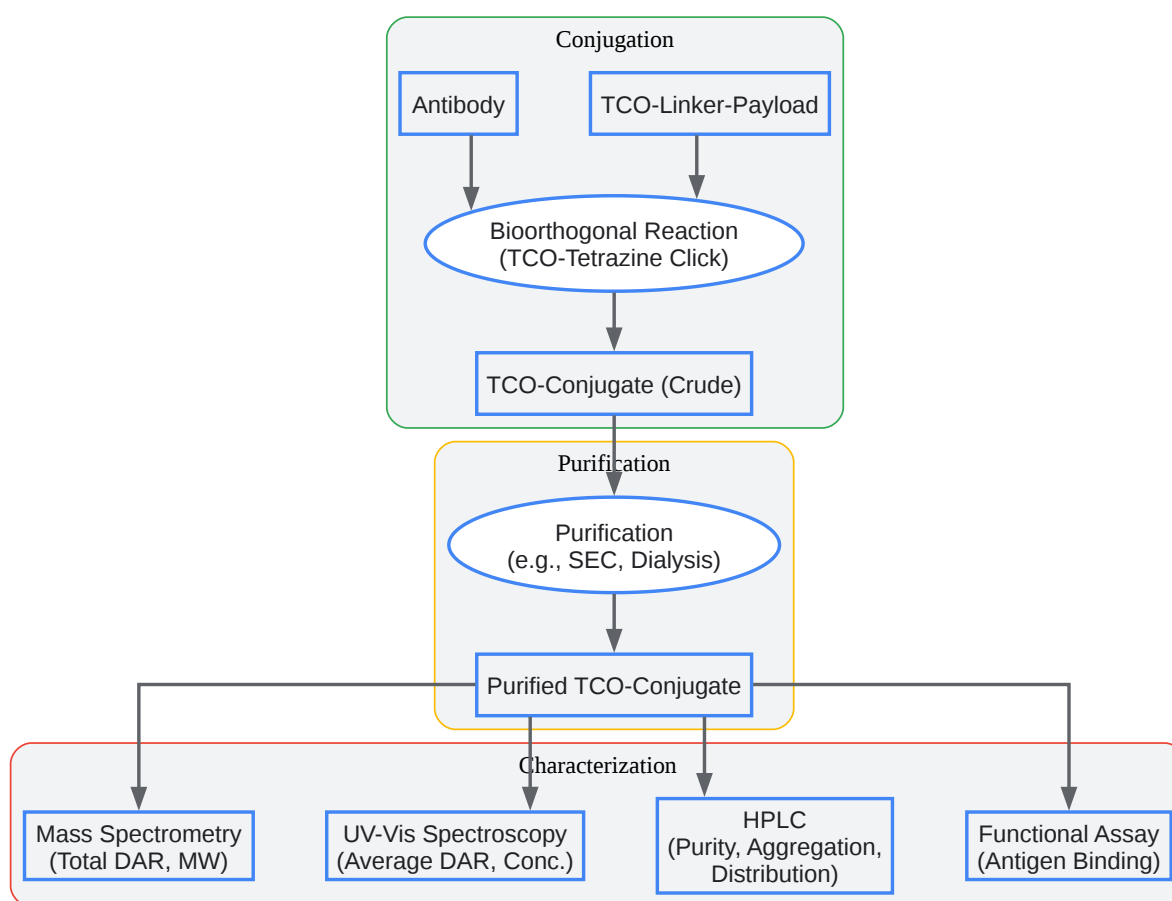 Conjugation
Antibody
TCO-Linker-Payload
Bioorthogonal Reaction
(TCO-Tetrazine Click)
TCO-Conjugate (Crude)
Purification
Purification
(e.g., SEC, Dialysis)
Purified TCO-Conjugate
Characterization
Mass Spectrometry
(Total DAR, MW)
UV-Vis Spectroscopy
(Average DAR, Conc.)
HPLC
(Purity, Aggregation,
Distribution)
Functional Assay
(Antigen Binding)